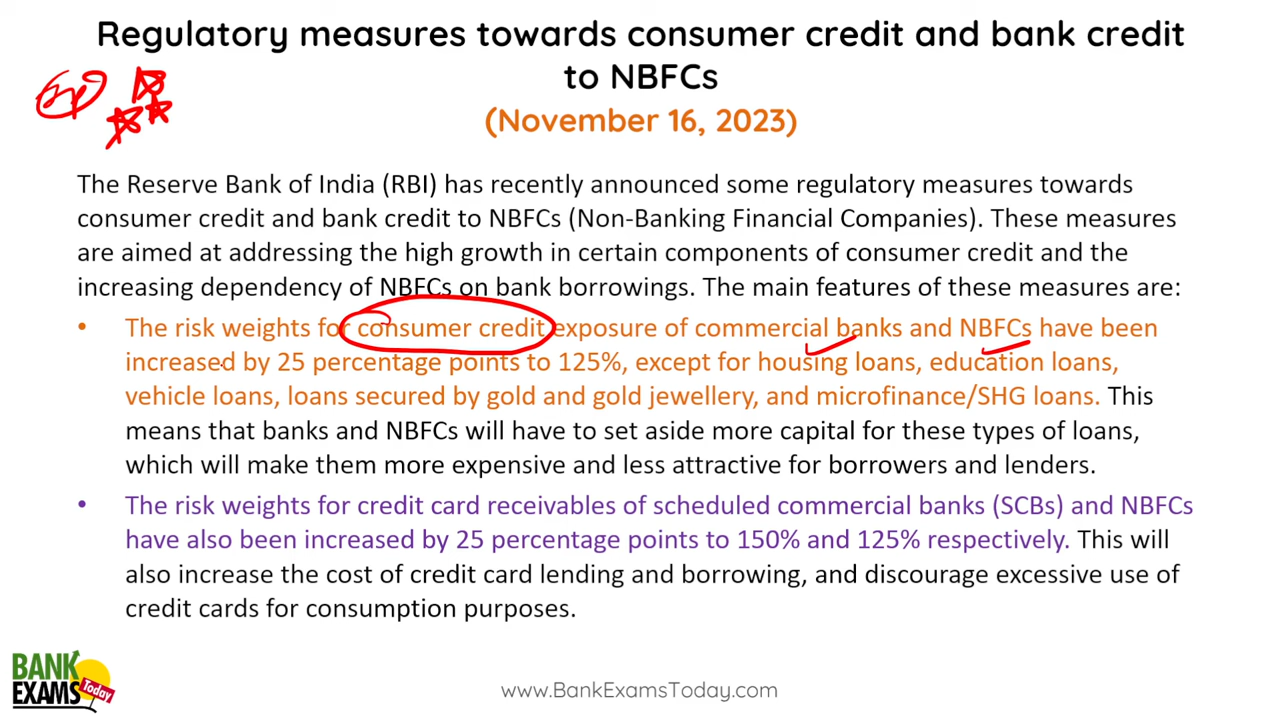 Regulatory measures towards consumer credit and bank credit
to NBFCs
(November 16, 2023)
The Reserve Bank of India (RBI) has recently announced some regulatory measures towards
consumer credit and bank credit to NBFCs (Non-Banking Financial Companies). These measures
are aimed at addressing the high growth in certain components of consumer credit and the
increasing dependency of NBFCs on bank borrowings. The main features of these measures are:
• The risk weights for consumer credit exposure of commercial banks and NBFCs have been
increased by 25 percentage points to 125%, except for housing loans, education loans,
vehicle loans, loans secured by gold and gold jewellery, and microfinance/SHG loans. This
means that banks and NBFCs will have to set aside more capital for these types of loans,
which will make them more expensive and less attractive for borrowers and lenders.
• The risk weights for credit card receivables of scheduled commercial banks (SCBs) and NBFCs
have also been increased by 25 percentage points to 150% and 125% respectively. This will
also increase the cost of credit card lending and borrowing, and discourage excessive use of
credit cards for consumption purposes.
BANK
EXAMS
Today
www.BankExamsToday.com